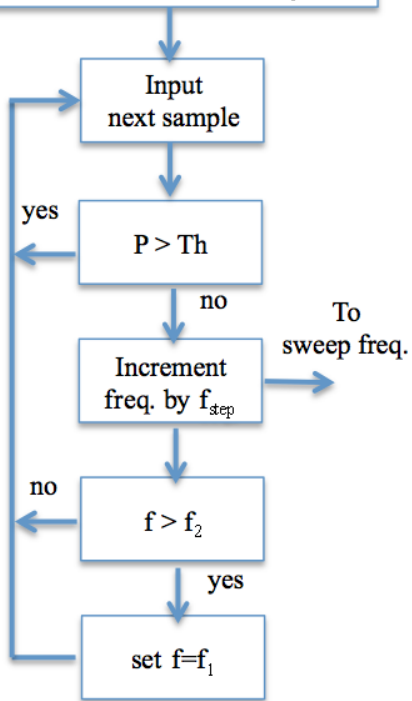 Input
next sample
yes
P > Th
no
To
sweep freq.
Increment
freq. by fstep
no
f > f2
yes
set f=f1